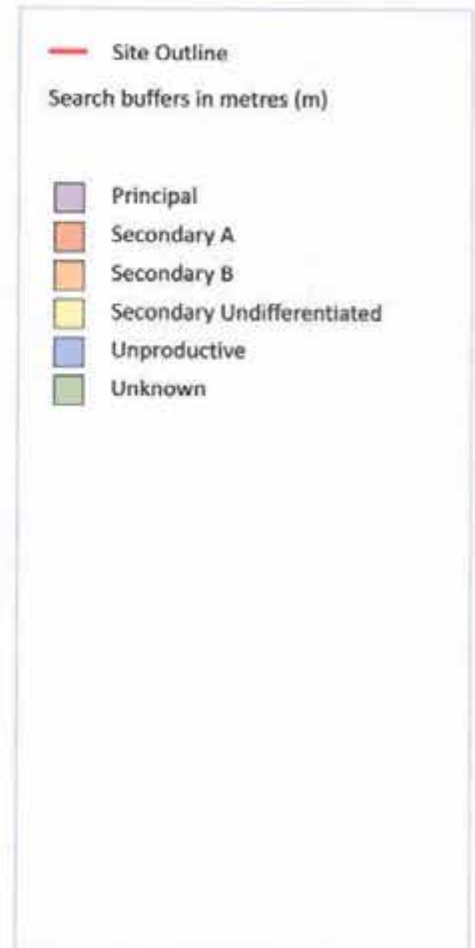 Site Outline
Search buffers in metres (m)
Principal
Secondary A
Secondary B
Secondary Undifferentiated
Unproductive
Unknown